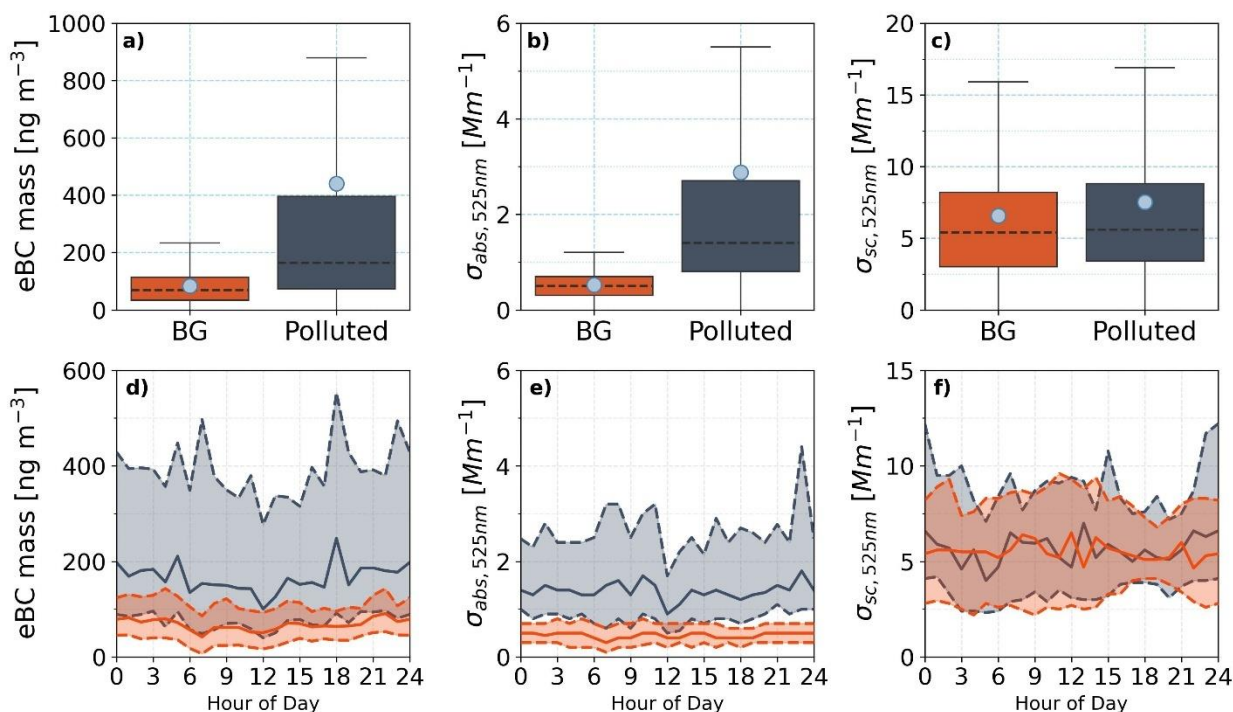 a)
eBC mass [ng m⁻³]
1000
800
600
400
200
0
BG
Polluted
b)
σabs, 525nm [Mm⁻¹]
6
4
2
0
BG
Polluted
c)
σsc, 525nm [Mm⁻¹]
20
15
10
5
0
BG
Polluted
d)
eBC mass [ng m⁻³]
600
400
200
0
0 3 6 9 12 15 18 21 24
Hour of Day
e)
σabs, 525nm [Mm⁻¹]
6
4
2
0
0 3 6 9 12 15 18 21 24
Hour of Day
f)
σsc, 525nm [Mm⁻¹]
15
10
5
0
0 3 6 9 12 15 18 21 24
Hour of Day